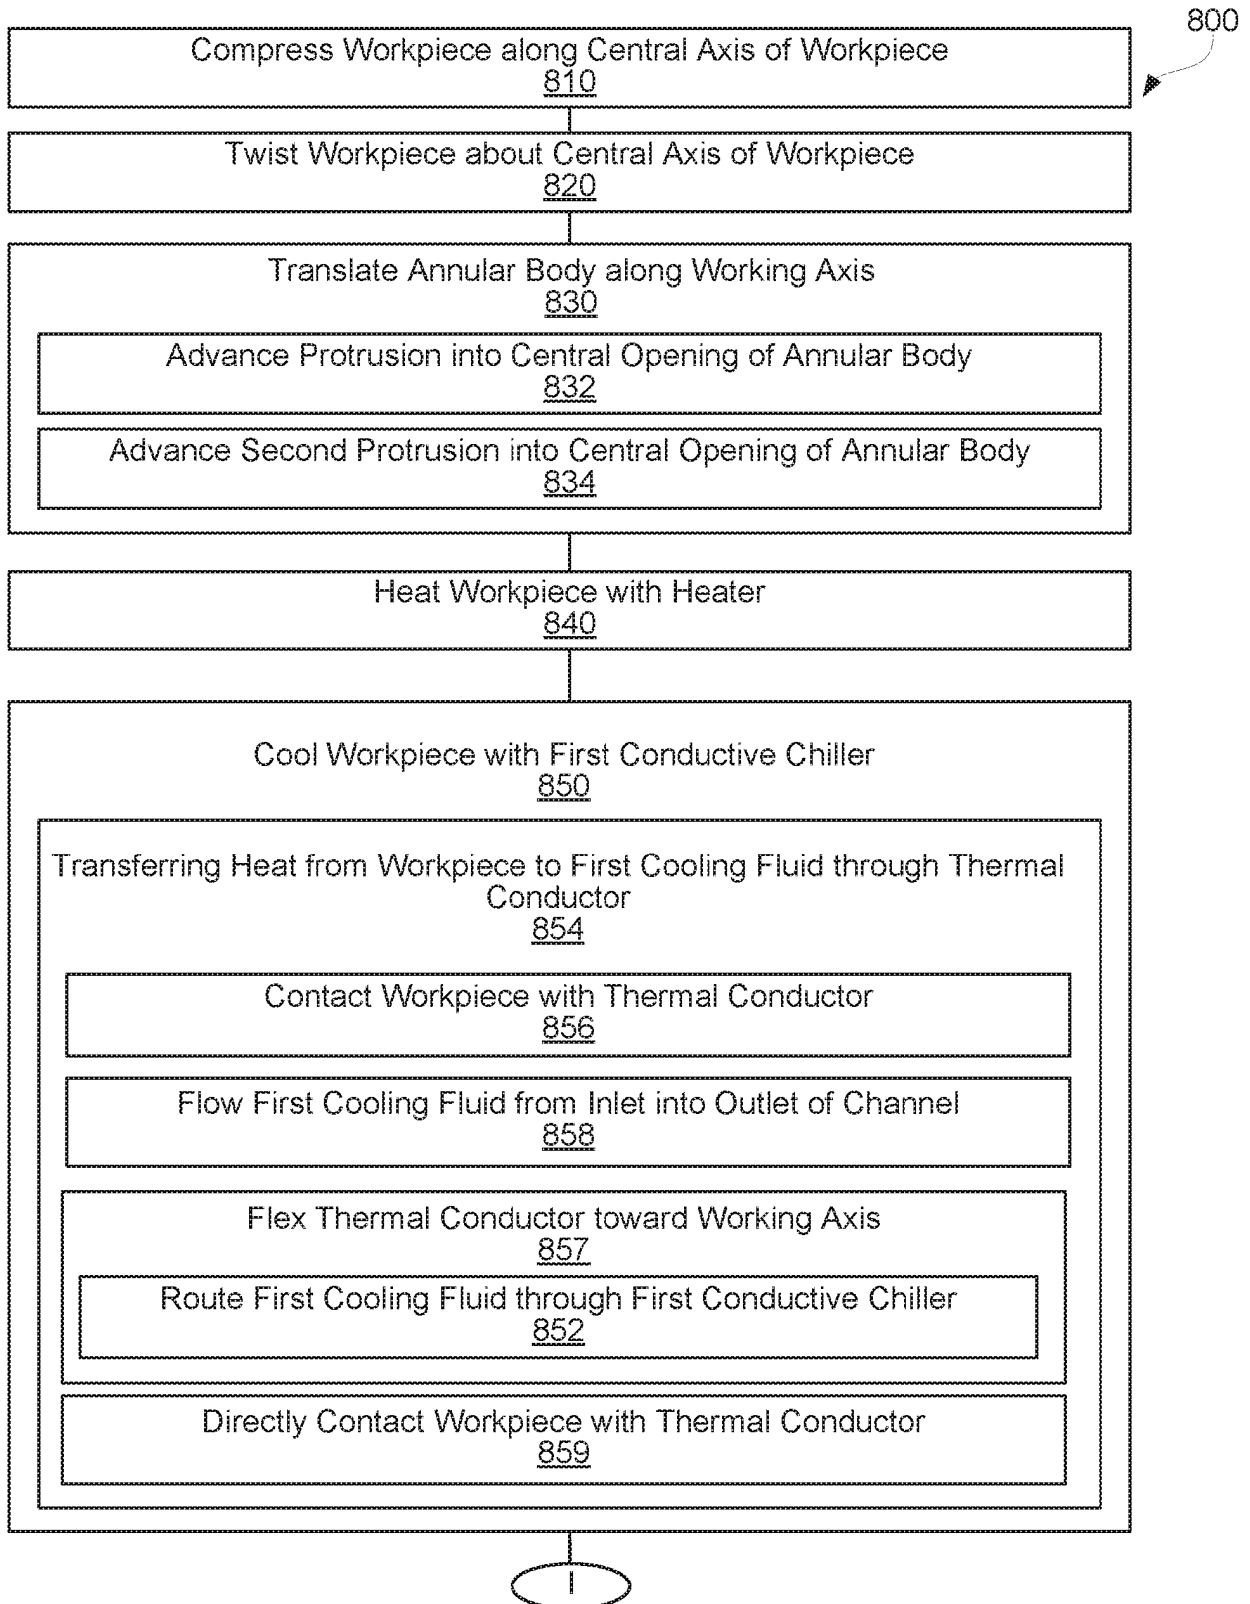 800
Compress Workpiece along Central Axis of Workpiece
810
Twist Workpiece about Central Axis of Workpiece
820
Translate Annular Body along Working Axis
830
Advance Protrusion into Central Opening of Annular Body
832
Advance Second Protrusion into Central Opening of Annular Body
834
Heat Workpiece with Heater
840
Cool Workpiece with First Conductive Chiller
850
Transferring Heat from Workpiece to First Cooling Fluid through Thermal
Conductor
854
Contact Workpiece with Thermal Conductor
856
Flow First Cooling Fluid from Inlet into Outlet of Channel
858
Flex Thermal Conductor toward Working Axis
857
Route First Cooling Fluid through First Conductive Chiller
852
Directly Contact Workpiece with Thermal Conductor
859
I